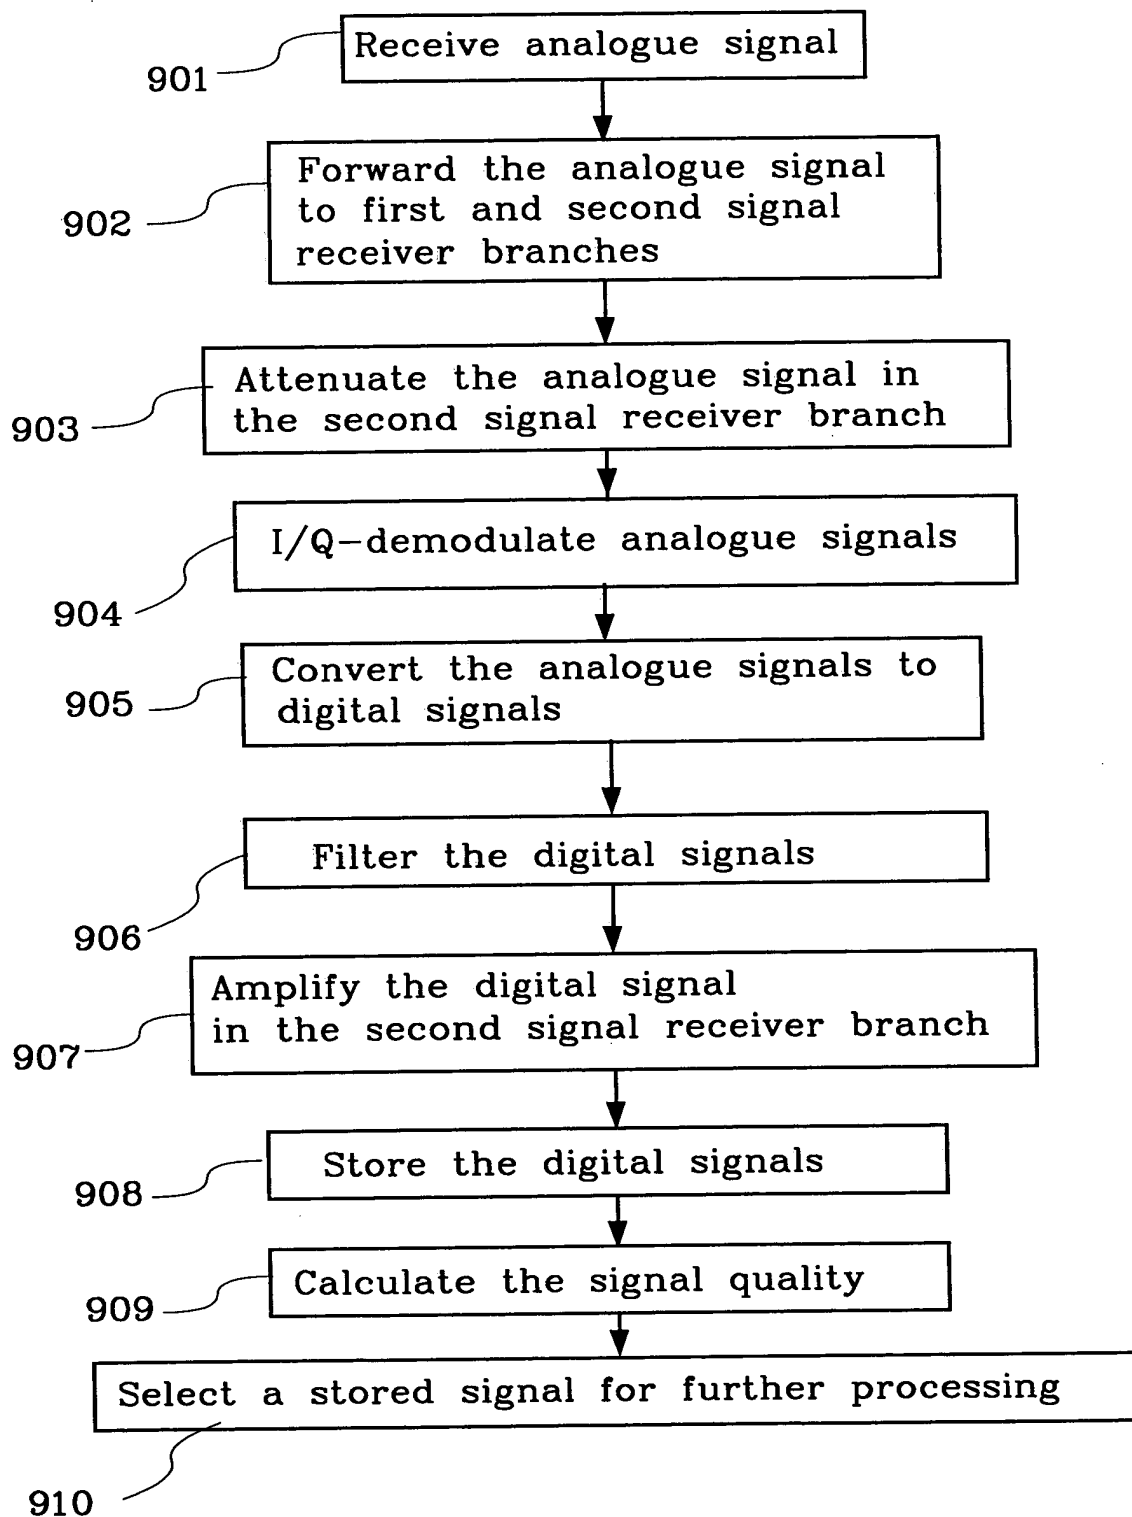 Receive analogue signal
901
Forward the analogue signal
to first and second signal
receiver branches
902
Attenuate the analogue signal in
the second signal receiver branch
903
I/Q-demodulate analogue signals
904
Convert the analogue signals to
digital signals
905
Filter the digital signals
906
Amplify the digital signal
in the second signal receiver branch
907
Store the digital signals
908
Calculate the signal quality
909
Select a stored signal for further processing
910